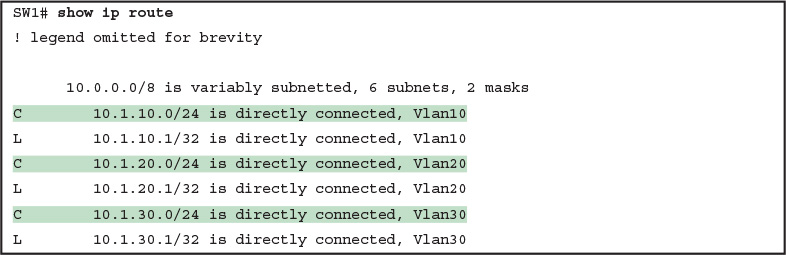 SW1# show ip route
! legend omitted for brevity
10.0.0.0/8 is variably subnetted, 6 subnets, 2 masks
C 10.1.10.0/24 is directly connected, Vlan10
L 10.1.10.1/32 is directly connected, Vlan10
C 10.1.20.0/24 is directly connected, Vlan20
L 10.1.20.1/32 is directly connected, Vlan20
C 10.1.30.0/24 is directly connected, Vlan30
L 10.1.30.1/32 is directly connected, Vlan30